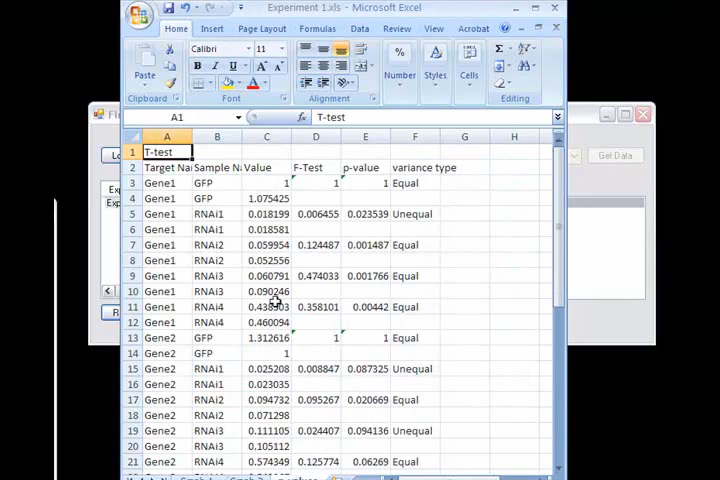 Experiment 1.xls - Microsoft Excel
Home Insert Page Layout Formulas Data Review View Acrobat
Calibri 11
B I U
Paste Number Styles Cells
Clipboard Font Alignment Editing
A1 T-test
Get Data
A B C D E F G H
1 T-test
2 Target Na Sample N Value F-Test p-value variance type
3 Gene1 GFP 1 1 1 Equal
4 Gene1 GFP 1.075425
5 Gene1 RNAi1 0.018199 0.006455 0.023539 Unequal
6 Gene1 RNAi1 0.018581
7 Gene1 RNAi2 0.059954 0.124487 0.001487 Equal
8 Gene1 RNAi2 0.052556
9 Gene1 RNAi3 0.060791 0.474033 0.001766 Equal
10 Gene1 RNAi3 0.090246
11 Gene1 RNAi4 0.358101 0.00442 Equal
12 Gene1 RNAi4 0.460094
13 Gene2 GFP 1.312616 1 1 Equal
14 Gene2 GFP 1
15 Gene2 RNAi1 0.025208 0.008847 0.087325 Unequal
16 Gene2 RNAi1 0.023035
17 Gene2 RNAi2 0.094732 0.095267 0.020669 Equal
18 Gene2 RNAi2 0.071298
19 Gene2 RNAi3 0.111105 0.024407 0.094136 Unequal
20 Gene2 RNAi3 0.105112
21 Gene2 RNAi4 0.574349 0.125774 0.06269 Equal